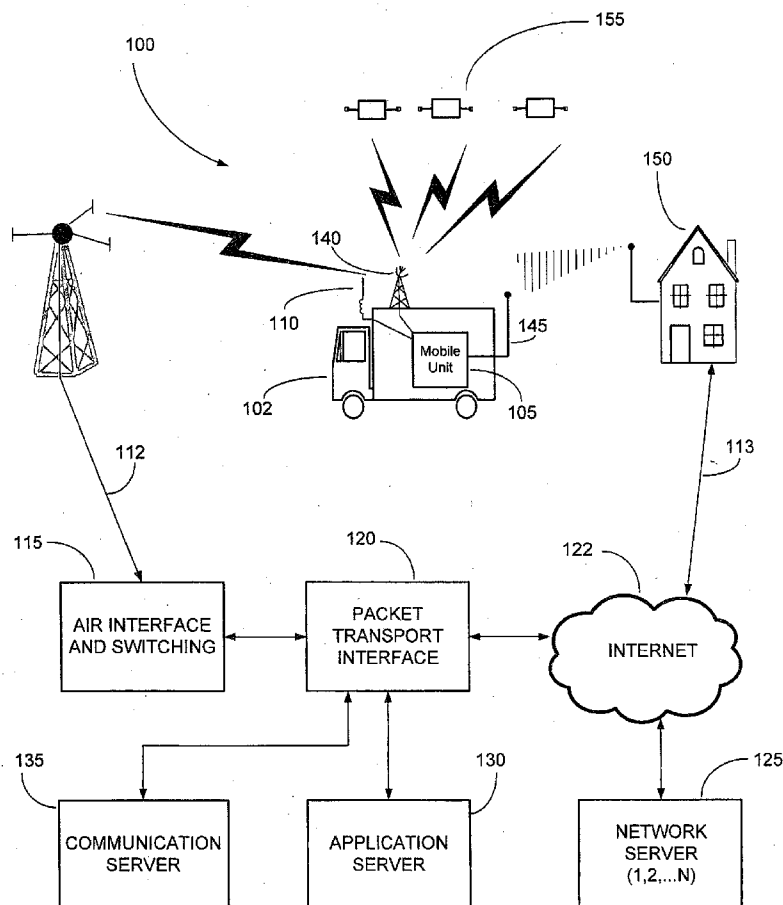 155
100
150
140
110
145
Mobile
Unit
102
105
112
113
115
120
122
AIR INTERFACE
AND SWITCHING
PACKET
TRANSPORT
INTERFACE
INTERNET
135
130
125
COMMUNICATION
SERVER
APPLICATION
SERVER
NETWORK
SERVER
(1,2,...N)